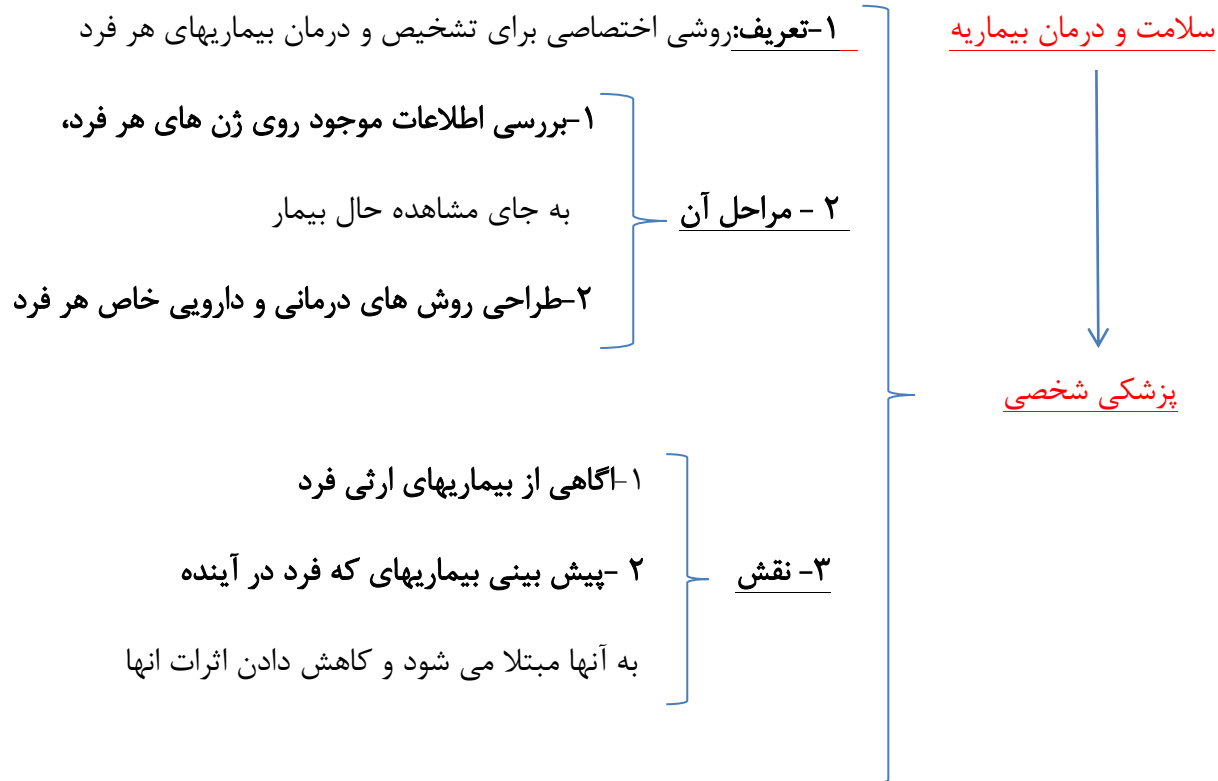 سلامت و درمان بیماریه
پزشکی شخصی
۱-تعریف:روشی اختصاصی برای تشخیص و درمان بیماریهای هر فرد
۲ - مراحل آن
۱-بررسی اطلاعات موجود روی ژن های هر فرد،
به جای مشاهده حال بیمار
۲-طراحی روش های درمانی و دارویی خاص هر فرد
۳- نقش
۱-اگاهی از بیماریهای ارثی فرد
۲ -پیش بینی بیماریهای که فرد در آینده
به آنها مبتلا می شود و کاهش دادن اثرات انها